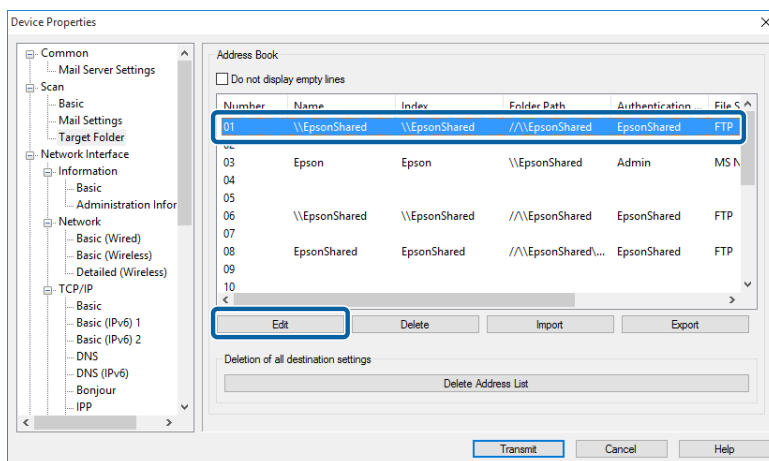 Device Properties
Common
Mail Server Settings
Scan
Basic
Mail Settings
Target Folder
Network Interface
Information
Basic
Administration Infor
Network
Basic (Wired)
Basic (Wireless)
Detailed (Wireless)
TCP/IP
Basic
Basic (IPv6) 1
Basic (IPv6) 2
DNS
DNS (IPv6)
Bonjour
IPP
Address Book
Do not display empty lines
Number Name Index Folder Path Authentication ... File S
01 \\EpsonShared \\EpsonShared //\\EpsonShared EpsonShared FTP
02
03 Epson Epson \\EpsonShared Admin MS N
04
05
06 \\EpsonShared \\EpsonShared //\\EpsonShared EpsonShared FTP
07
08 EpsonShared EpsonShared //\\EpsonShared\... EpsonShared FTP
09
10
Edit Delete Import Export
Deletion of all destination settings
Delete Address List
Transmit Cancel Help